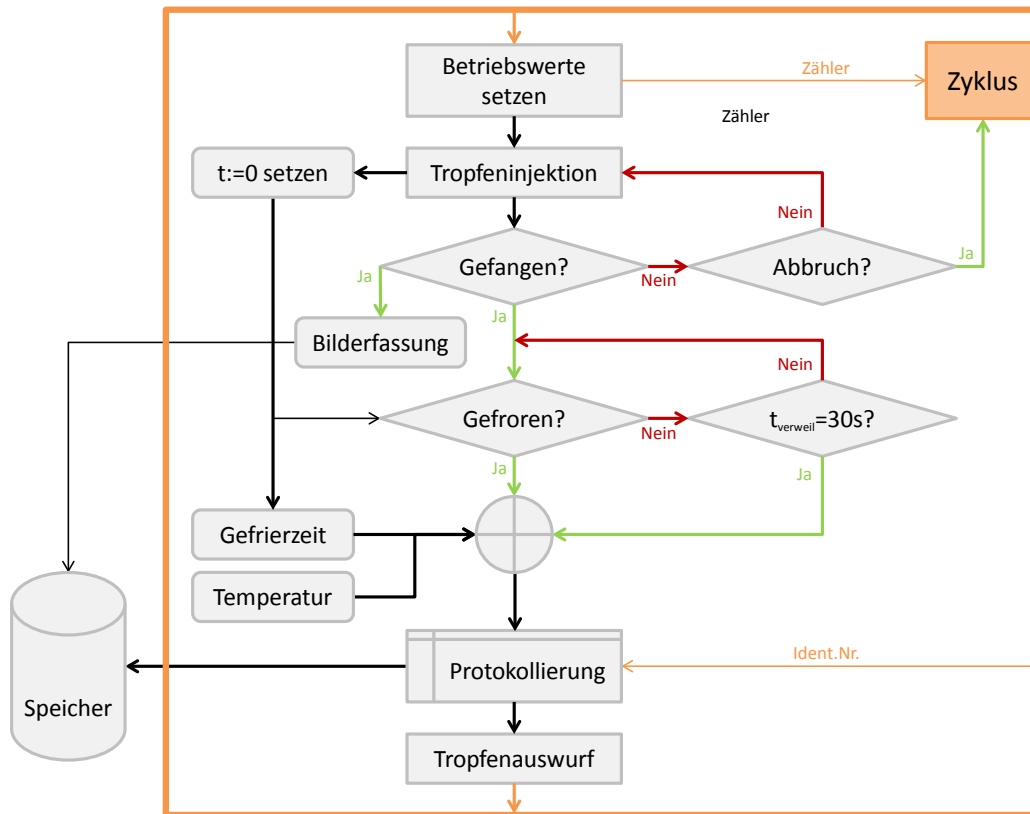 Betriebswerte
setzen
Zähler
Zyklus
Zähler
t:=0 setzen
Tropfeninjektion
Nein
Gefangen?
Nein
Abbruch?
Ja
Ja
Ja
Bilderfassung
Nein
Gefroren?
Nein
tverweil=30s?
Ja
Ja
Gefrierzeit
Temperatur
Protokollierung
Ident.Nr.
Speicher
Tropfenauswurf